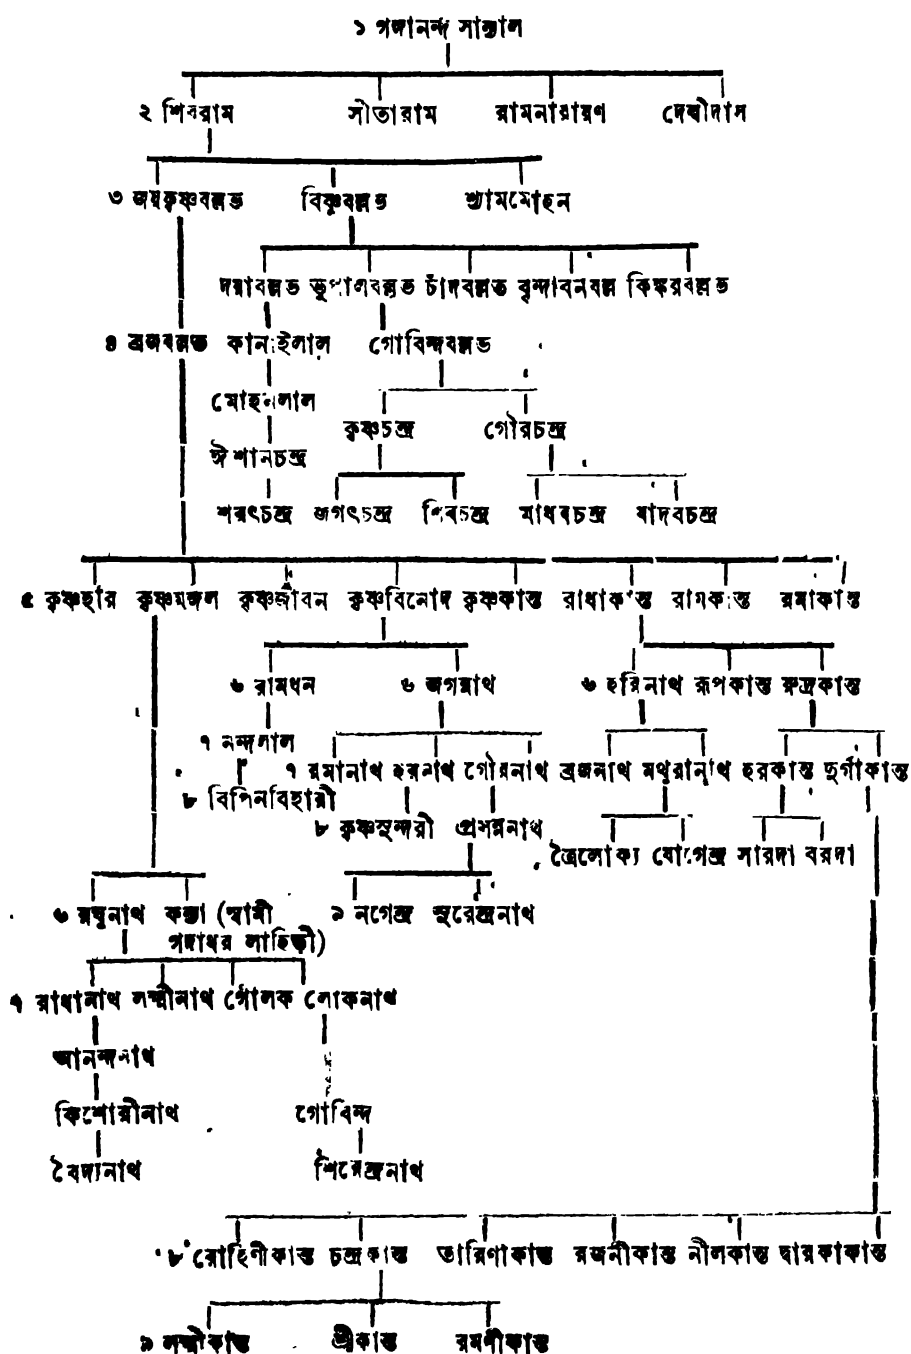 ১ গঙ্গানন্দ সান্তাল
২ শিবরাম সীতারাম রামনারায়ণ দেবীদাস
৩ জয়কৃষ্ণবল্লভ বিষ্ণুবল্লভ শ্যামমোহন
দয়াবল্লভ ভূপালবল্লভ চাঁদবল্লভ বৃন্দাবনবল্ল কিঙ্করবল্লভ
৪ ব্রজবল্লভ কানাইলাল গোবিন্দবল্লভ
মোহনলাল
কৃষ্ণচন্দ্র গৌরচন্দ্র
ঈশানচন্দ্র
শরৎচন্দ্র জগৎচন্দ্র শিবচন্দ্র মাধবচন্দ্র যাদবচন্দ্র
৫ কৃষ্ণহরি কৃষ্ণমঙ্গল কৃষ্ণজীবন কৃষ্ণবিনোদ কৃষ্ণকান্ত রাধাকান্ত রামকান্ত রমাকান্ত
৬ রামধন ৬ জগন্নাথ ৬ হরিনাথ রূপকান্ত রুদ্রকান্ত
৭ নন্দলাল
৭ রমানাথ হরনাথ গৌরনাথ ব্রজনাথ মথুরানাথ হরকান্ত দুর্গাকান্ত
৮ বিপিনবিহারী
৮ কৃষ্ণসুন্দরী প্রসন্ননাথ
ত্রৈলোক্য যোগেন্দ্র সারদা বরদা
৬ রঘুনাথ কন্তা (স্বামী ৯ নগেন্দ্র সুরেন্দ্রনাথ
গদাধর লাহিড়ী)
৭ রাধানাথ লক্ষ্মীনাথ গোলক লোকনাথ
আনন্দনাথ
কিশোরীনাথ গোবিন্দ
বৈদ্যনাথ শিরেন্দ্রনাথ
৮ রোহিণীকান্ত চন্দ্রকান্ত তারিণীকান্ত রজনীকান্ত নীলকান্ত দ্বারকাকান্ত
৯ লক্ষ্মীকান্ত শ্রীকান্ত রমণীকান্ত